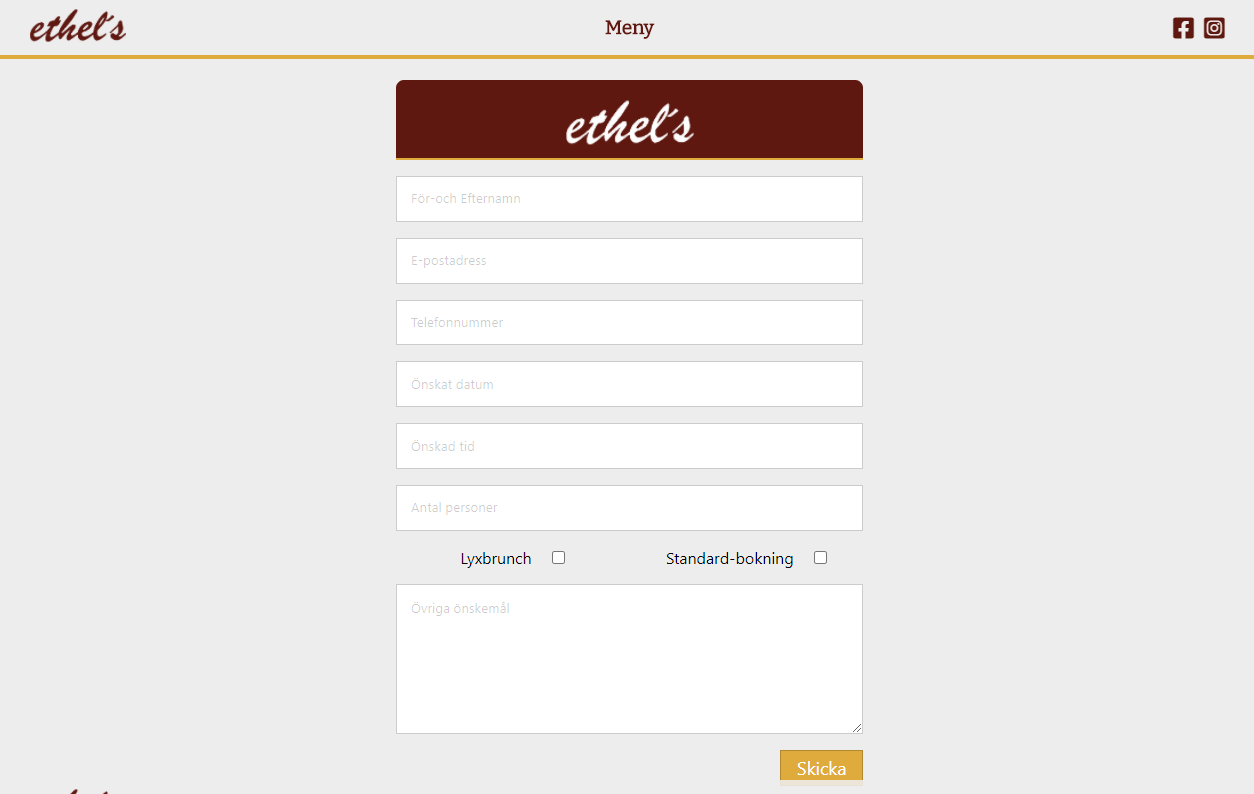 ethel's
Meny
ethel's
För-och Efternamn
E-postadress
Telefonnummer
Önskat datum
Önskad tid
Antal personer
Lyxbrunch Standard-bokning
Övriga önskemål
Skicka